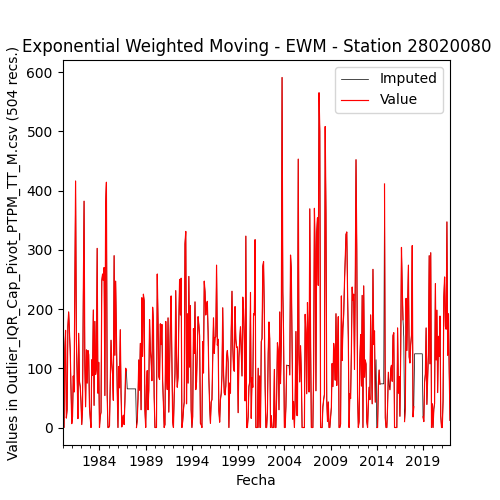 Exponential Weighted Moving - EWM - Station 28020080
Values in Outlier_IQR_Cap_Pivot_PTPM_TT_M.csv (504 recs.)
600
500
400
300
200
100
0
Imputed
Value
1984 1989 1994 1999 2004 2009 2014 2019
Fecha